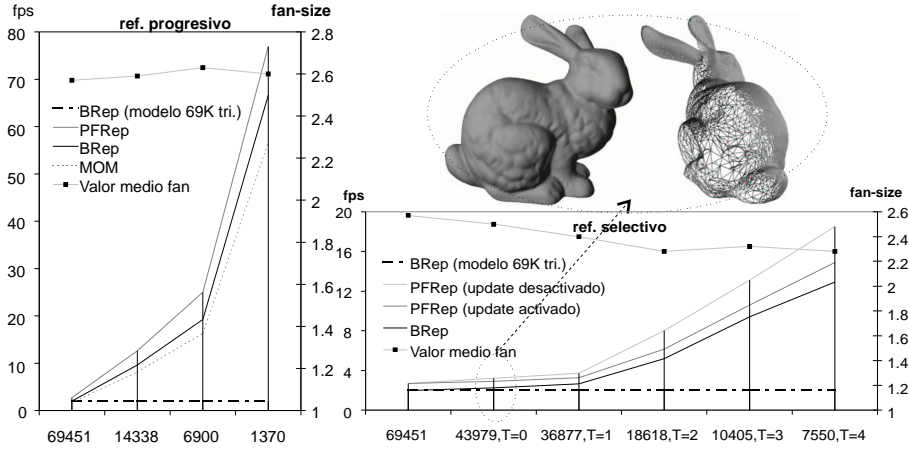 fps
fan-size
ref. progresivo
80
2.8
70
2.6
60
2.4
50
2.2
40
2
30
1.8
20
1.6
10
1.4
0
1.2
1
BRep (modelo 69K tri.)
PFRep
BRep
MOM
Valor medio fan
69451 14338 6900 1370
fps
fan-size
ref. selectivo
20
2.6
16
2.4
12
2.2
8
2
4
1.8
0
1.6
1.4
1.2
1
BRep (modelo 69K tri.)
PFRep (update desactivado)
PFRep (update activado)
BRep
Valor medio fan
69451 43979,T=0 36877,T=1 18618,T=2 10405,T=3 7550,T=4